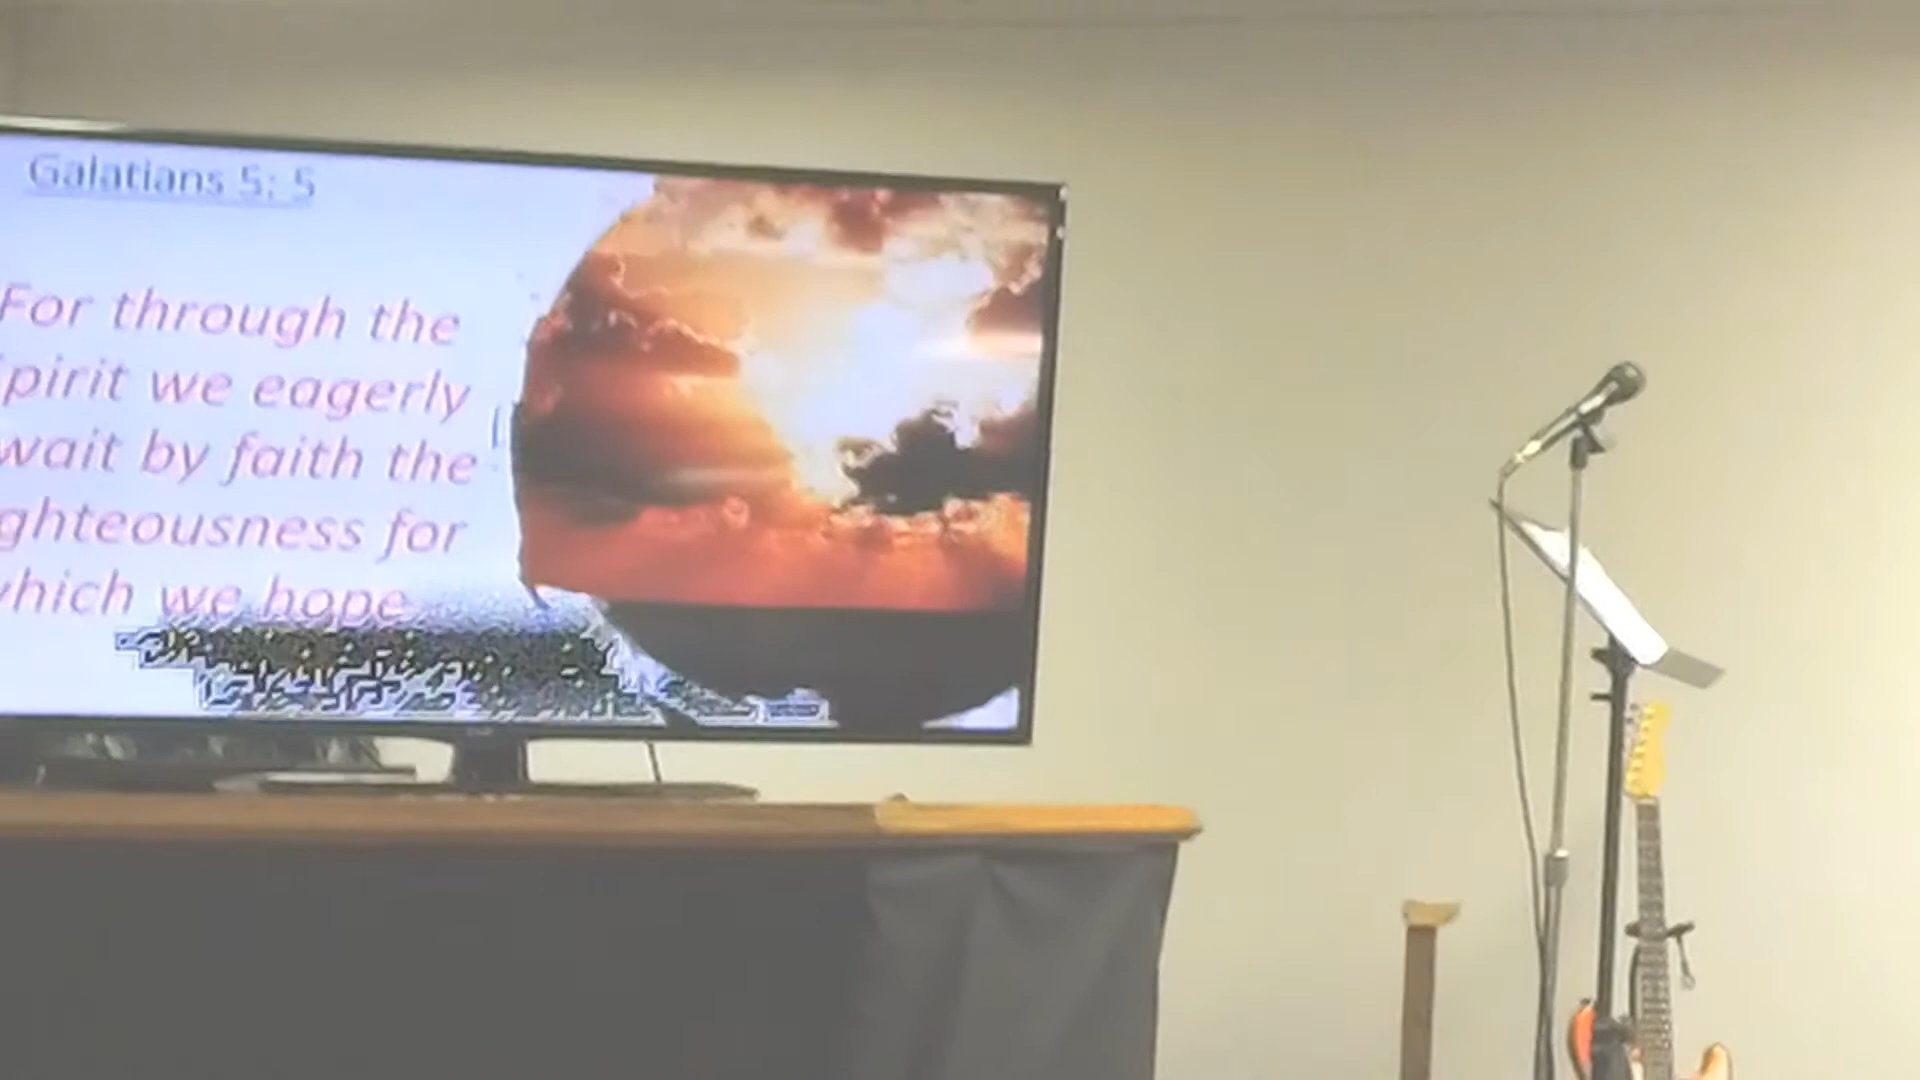 Galatians 5: 5
For through the
pirit we eagerly
wait by faith the
ghteousness for
hich we hope